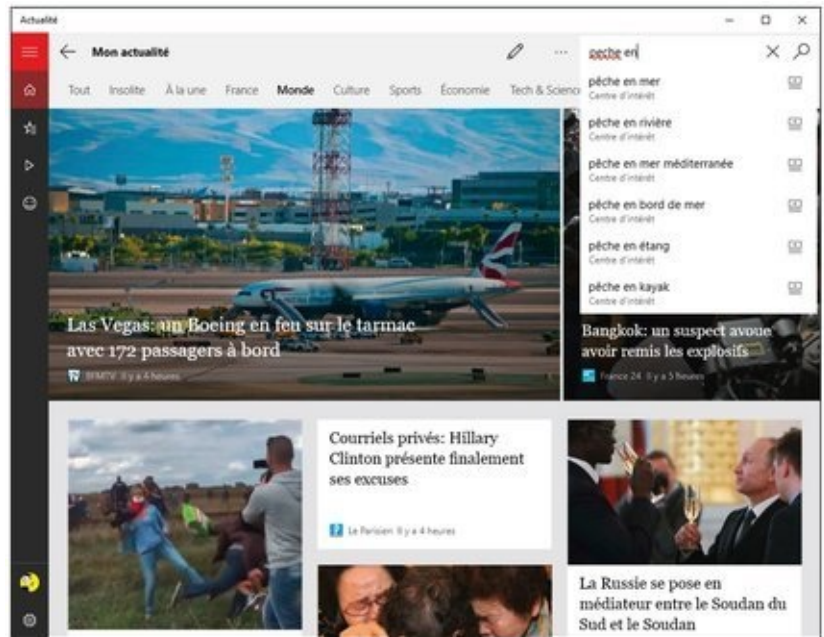 Actualité
Mon actualité
peche en
Tout Insolite À la une France Monde Culture Sports Économie Tech & Science
pêche en mer
Centre d'intérêt
pêche en rivière
Centre d'intérêt
pêche en mer méditerranée
Centre d'intérêt
pêche en bord de mer
Centre d'intérêt
pêche en étang
Centre d'intérêt
pêche en kayak
Centre d'intérêt
Las Vegas: un Boeing en feu sur le tarmac
avec 172 passagers à bord
BFMTV Il y a 4 heures
Bangkok: un suspect avoue
avoir remis les explosifs
France 24 Il y a 5 heures
Courriels privés: Hillary
Clinton présente finalement
ses excuses
Le Parisien Il y a 4 heures
La Russie se pose en
médiateur entre le Soudan du
Sud et le Soudan